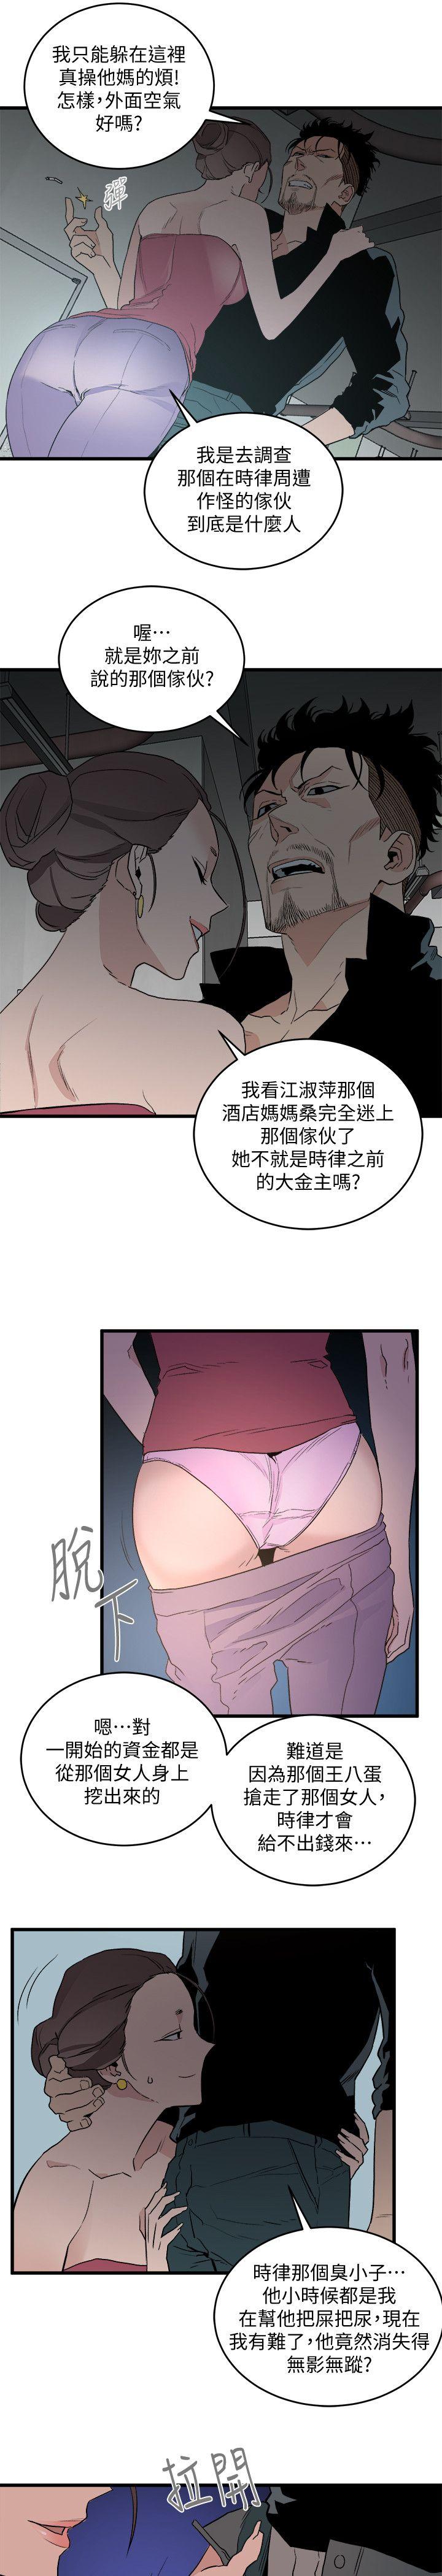 我只能躲在這裡
真操他媽的煩!
怎樣,外面空氣
好嗎?
彈
我是去調查
那個在時律周遭
作怪的傢伙
到底是什麼人
喔⋯
就是妳之前
說的那個傢伙?
我看江淑萍那個
酒店媽媽桑完全迷上
那個傢伙了
她不就是時律之前
的大金主嗎?
脫下
嗯⋯對
一開始的資金都是
從那個女人身上
挖出來的
難道是
因為那個王八蛋
搶走了那個女人,
時律才會
給不出錢來⋯
時律那個臭小子⋯
他小時候都是我
在幫他把屎把尿,現在
我有難了,他竟然消失得
無影無蹤?
拉開